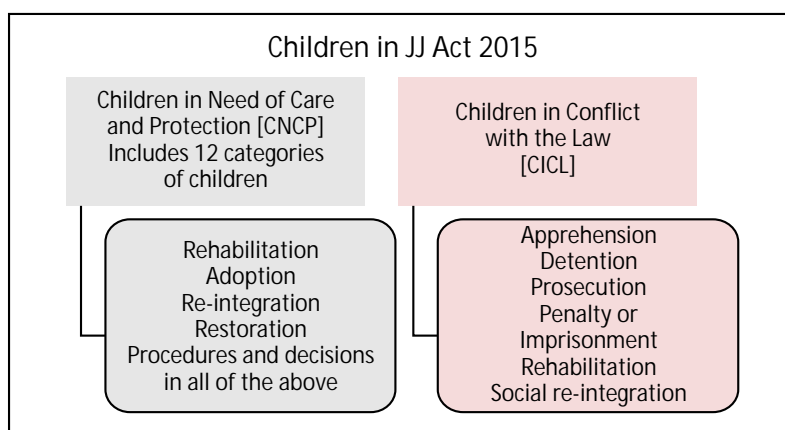 Children in JJ Act 2015
Children in Need of Care
and Protection [CNCP]
Includes 12 categories
of children
Rehabilitation
Adoption
Re-integration
Restoration
Procedures and decisions
in all of the above
Children in Conflict
with the Law
[CICL]
Apprehension
Detention
Prosecution
Penalty or
Imprisonment
Rehabilitation
Social re-integration